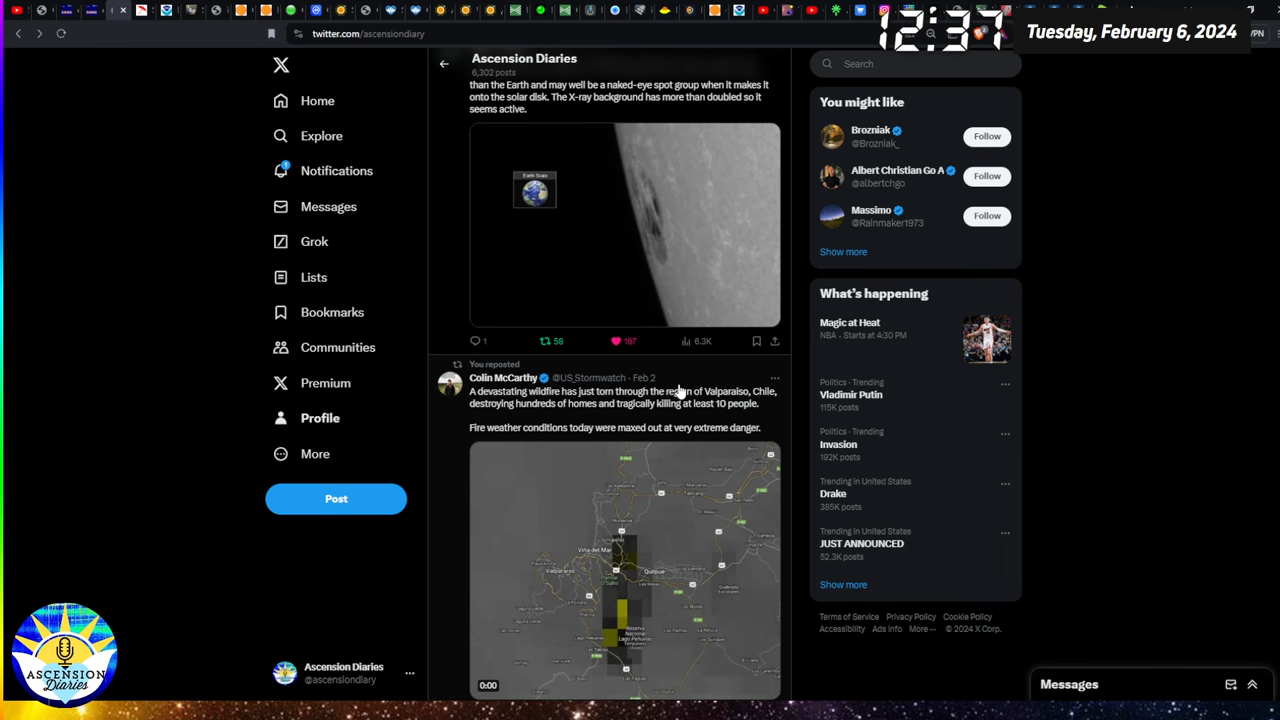 twitter.com/ascensiondiary
12:37
Tuesday, February 6, 2024
VPN
Home
Explore
Notifications
Messages
Grok
Lists
Bookmarks
Communities
Premium
Profile
More
Post
Ascension Diaries
@ascensiondiary
ASCENSION
Diaries
Ascension Diaries
6,302 posts
than the Earth and may well be a naked-eye spot group when it makes it
onto the solar disk. The X-ray background has more than doubled so it
seems active.
Earth Scale
1
58
167
6.3K
You reposted
Colin McCarthy @US_Stormwatch · Feb 2
A devastating wildfire has just torn through the region of Valparaiso, Chile,
destroying hundreds of homes and tragically killing at least 10 people.
Fire weather conditions today were maxed out at very extreme danger.
Viña del Mar
Valparaíso
Quilpue
0:00
Search
You might like
Brozniak
@Brozniak_
Follow
Albert Christian Go A
@albertchgo
Follow
Massimo
@Rainmaker1973
Follow
Show more
What's happening
Magic at Heat
NBA · Starts at 4:30 PM
Politics · Trending
Vladimir Putin
115K posts
Politics · Trending
Invasion
192K posts
Trending in United States
Drake
385K posts
Trending in United States
JUST ANNOUNCED
52.3K posts
Show more
Terms of Service Privacy Policy Cookie Policy
Accessibility Ads info More ··· © 2024 X Corp.
Messages